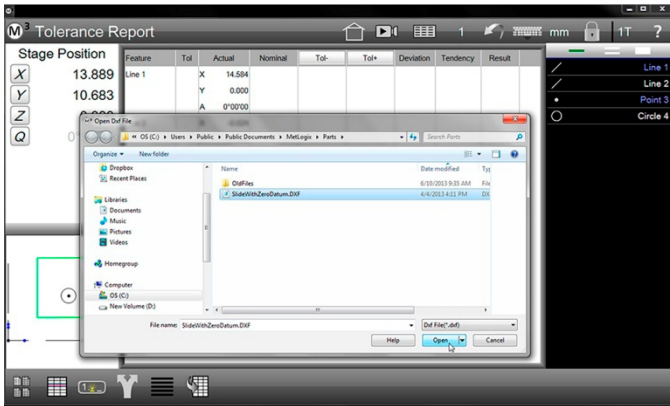 M³ Tolerance Report 1 mm 1T ?
Stage Position
X 13.889
Y 10.683
Z
Q
Feature Tol Actual Nominal Tol- Tol+ Deviation Tendency Result
Line 1 X 14.584
Y 0.000
A 0°00'00
Line 1
Line 2
Point 3
Circle 4
Open Dxf File
« OS (C:) › Users › Public › Public Documents › MetLogix › Parts ›
Search Parts
Organize New folder
Dropbox
Recent Places
Libraries
Documents
Music
Pictures
Videos
Homegroup
Computer
OS (C:)
New Volume (D:)
Name Date modified Typ
OldFiles 6/10/2013 9:35 AM File
SlideWithZeroDatum.DXF 4/4/2013 4:11 PM DX
File name: SlideWithZeroDatum.DXF Dxf File(*.dxf)
Help Open Cancel